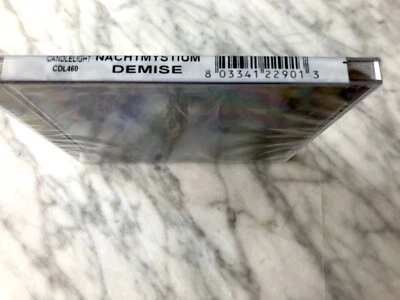 CANDLELIGHT
CDL460
NACHTMYSTIUM
DEMISE
8 03341 22901 3